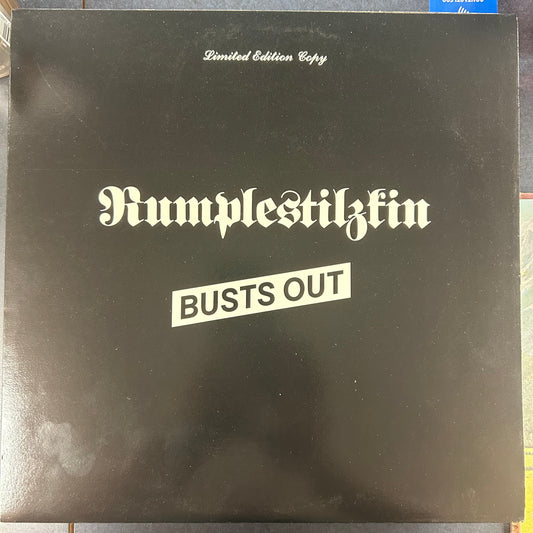 Limited Edition Copy
Rumplestilzkin
BUSTS OUT